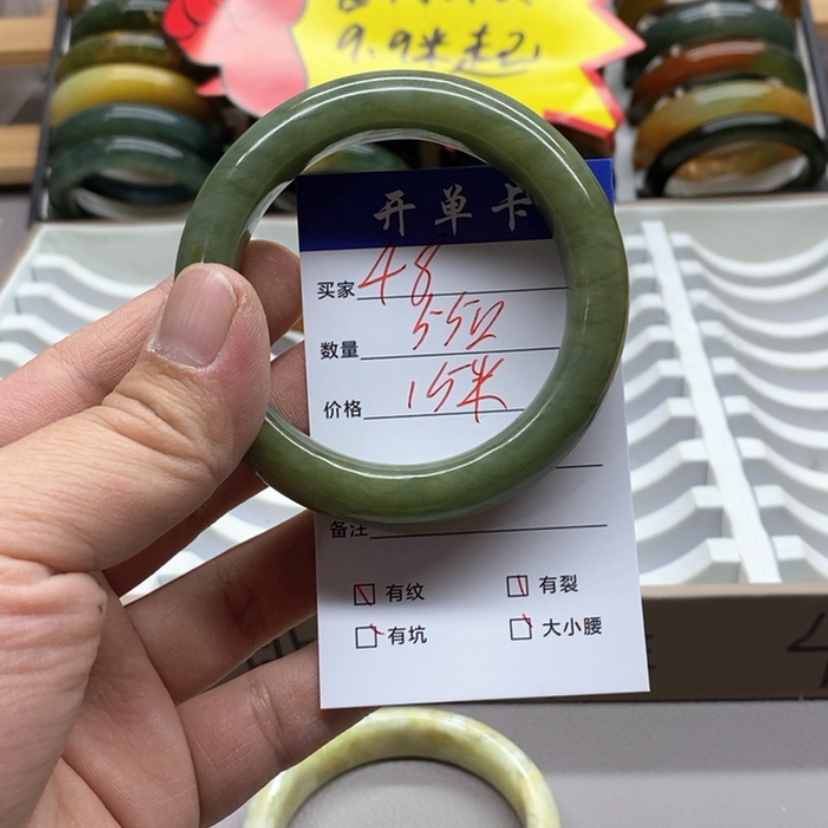 9.9米起
开单卡
买家 48
数量 550
价格 15米
备注
有纹 有裂
有坑 大小腰